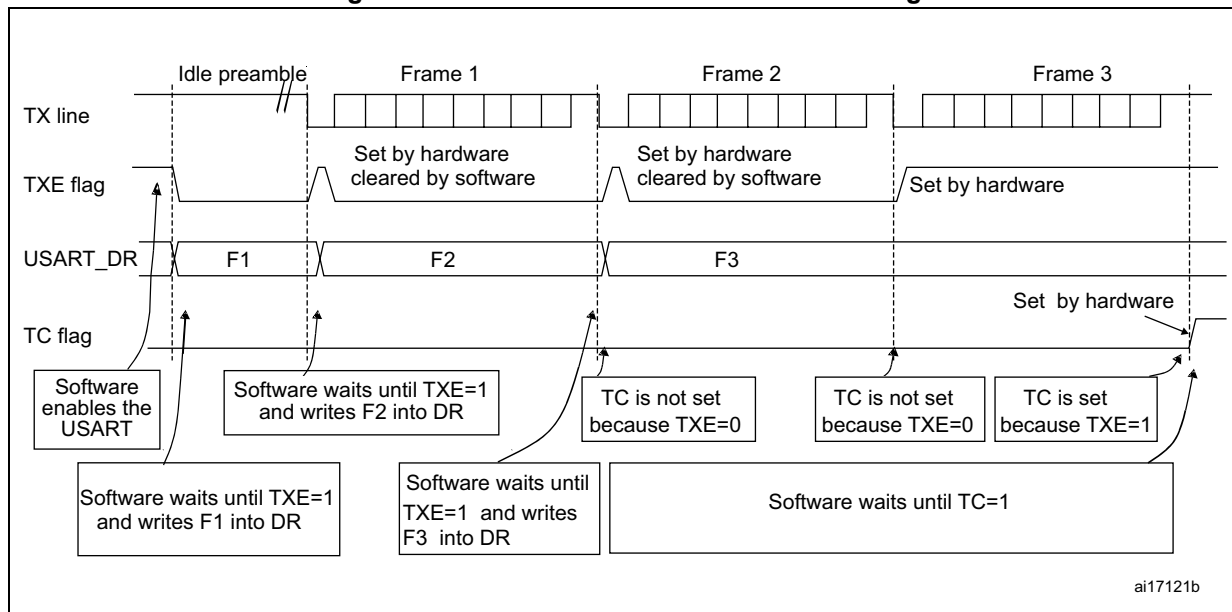 Idle preamble Frame 1 Frame 2 Frame 3
TX line
Set by hardware
cleared by software
Set by hardware
cleared by software
TXE flag
Set by hardware
USART_DR F1 F2 F3
Set by hardware
TC flag
Software
enables the
USART
Software waits until TXE=1
and writes F2 into DR
TC is not set
because TXE=0
TC is not set
because TXE=0
TC is set
because TXE=1
Software waits until TXE=1
and writes F1 into DR
Software waits until
TXE=1 and writes
F3 into DR
Software waits until TC=1
ai17121b